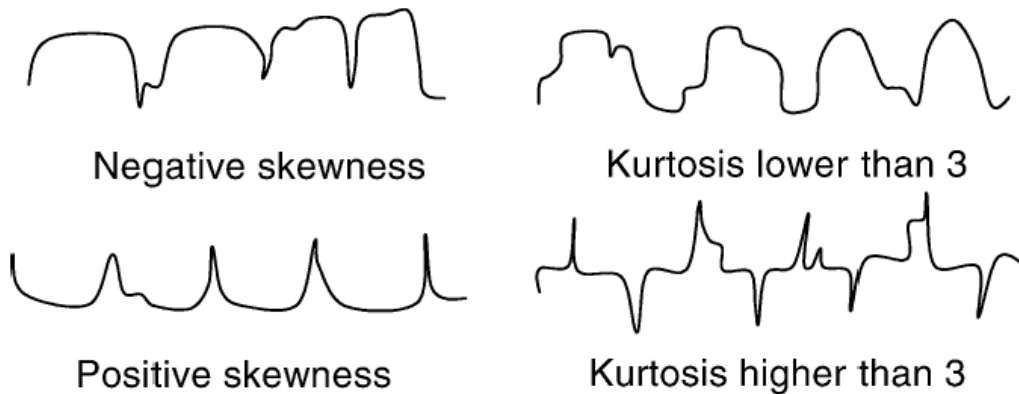 Negative skewness
Kurtosis lower than 3
Positive skewness
Kurtosis higher than 3